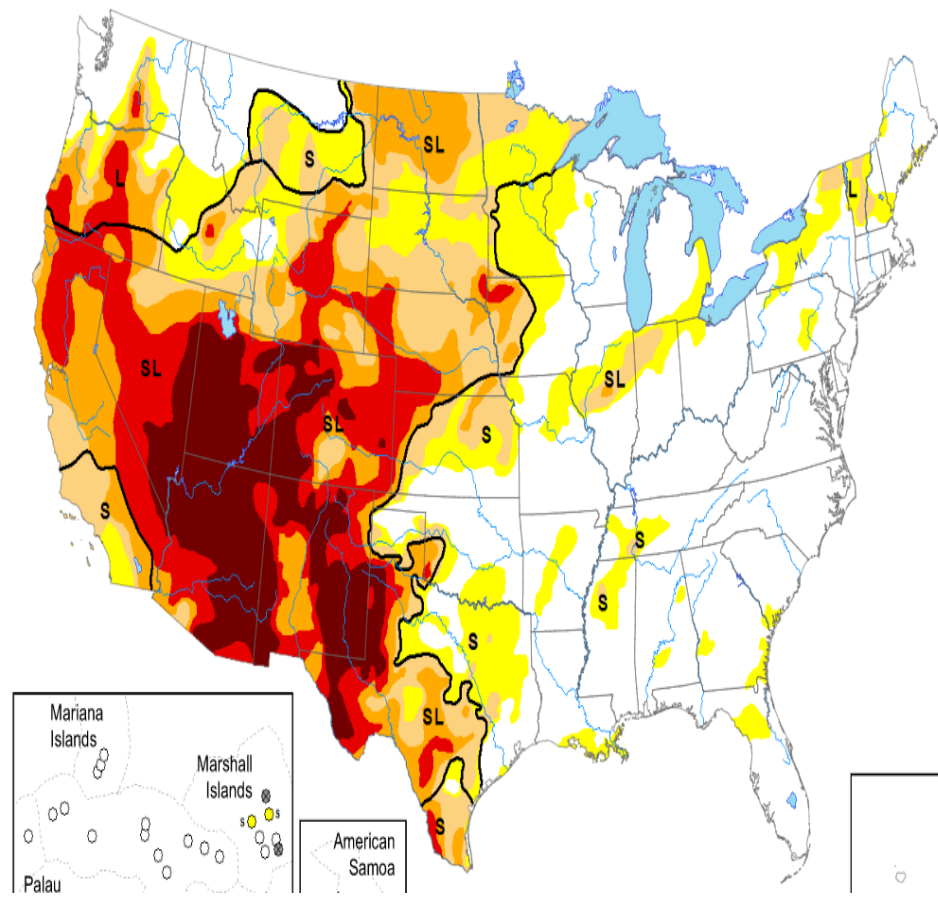 S
SL
L
L
SL
SL
SL
S
S
S
S
S
SL
S
Mariana
Islands
Marshall
Islands
s
s
American
Samoa
Palau